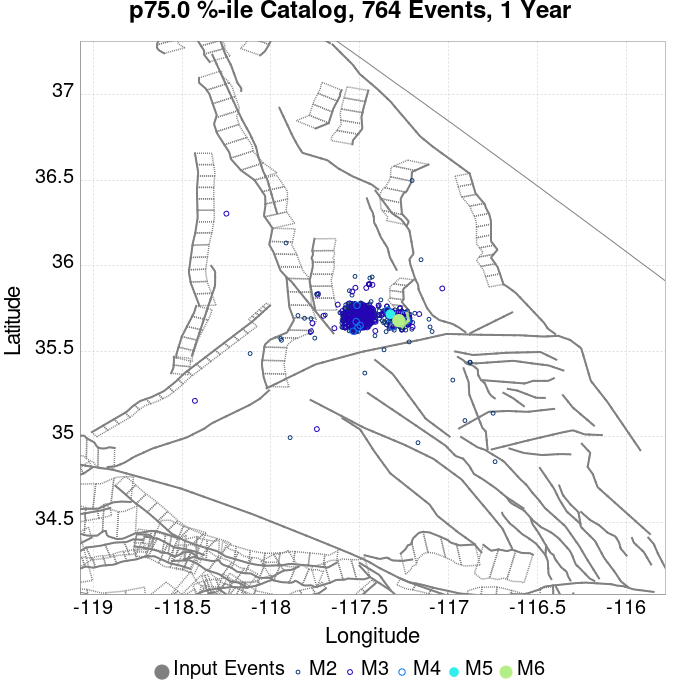 p75.0 %-ile Catalog, 764 Events, 1 Year
37
36.5
36
35.5
35
34.5
Latitude
-119 -118.5 -118 -117.5 -117 -116.5 -116
Longitude
Input Events M2 M3 M4 M5 M6